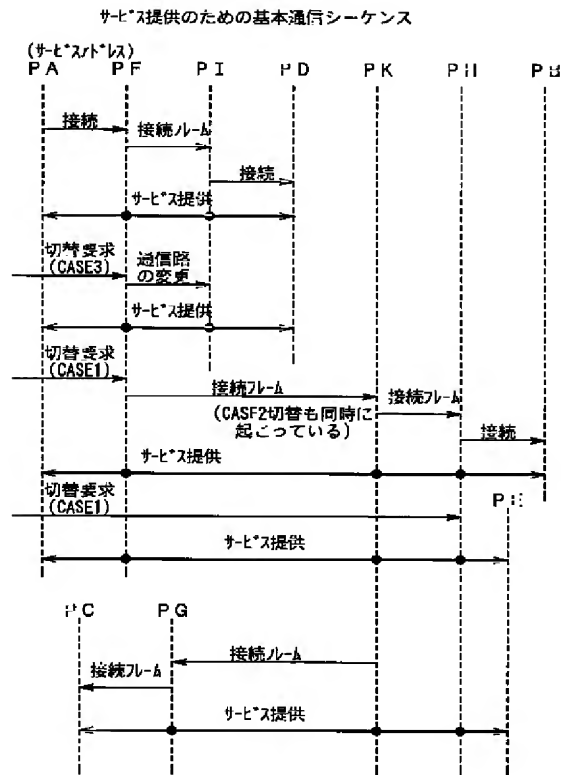 サービス提供のための基本通信シーケンス
(サービスアドレス)
PA PF PI PD PK PH PB
接続
接続フレーム
接続
サービス提供
切替要求
(CASE3)
通信路
の変更
サービス提供
切替要求
(CASE1)
接続フレーム
接続フレーム
(CASE2切替も同時に
起こっている)
接続
サービス提供
切替要求
(CASE1)
PE
サービス提供
PC PG
接続フレーム
接続フレーム
サービス提供